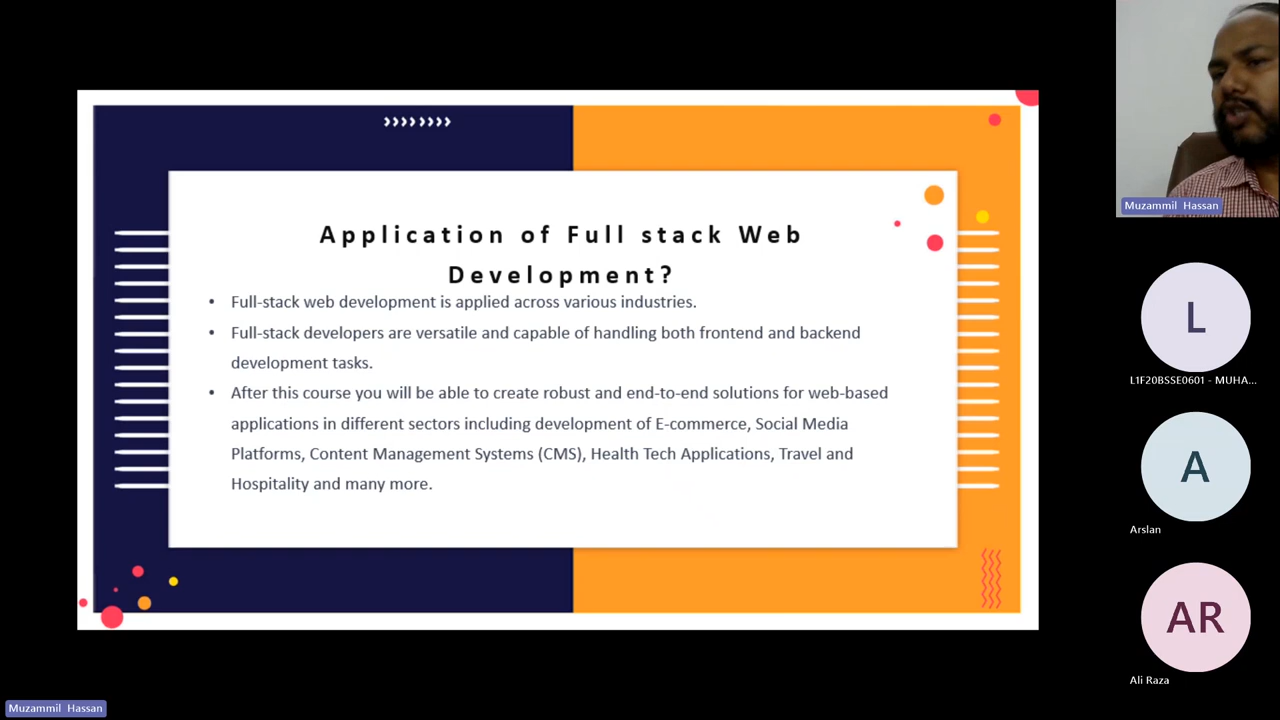 Application of Full stack Web
Development?
• Full-stack web development is applied across various industries.
• Full-stack developers are versatile and capable of handling both frontend and backend
development tasks.
• After this course you will be able to create robust and end-to-end solutions for web-based
applications in different sectors including development of E-commerce, Social Media
Platforms, Content Management Systems (CMS), Health Tech Applications, Travel and
Hospitality and many more.
Muzammil Hassan
L
L1F20BSSE0601 - MUHA...
A
Arslan
AR
Ali Raza
Muzammil Hassan